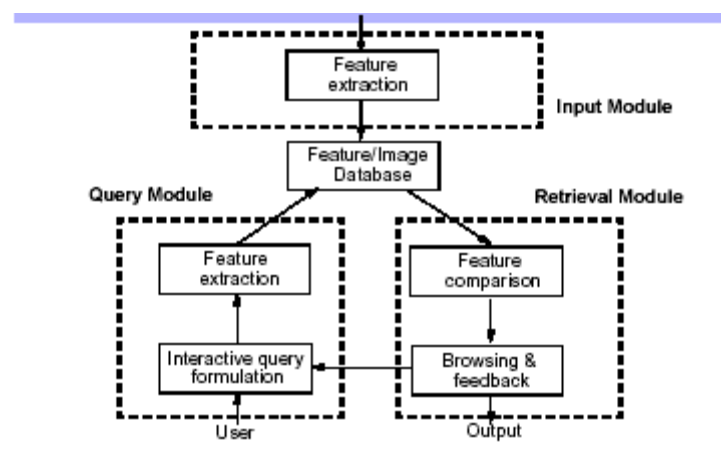 Feature
extraction
Input Module
Feature/Image
Database
Query Module
Retrieval Module
Feature
extraction
Feature
comparison
Interactive query
formulation
Browsing &
feedback
User
Output